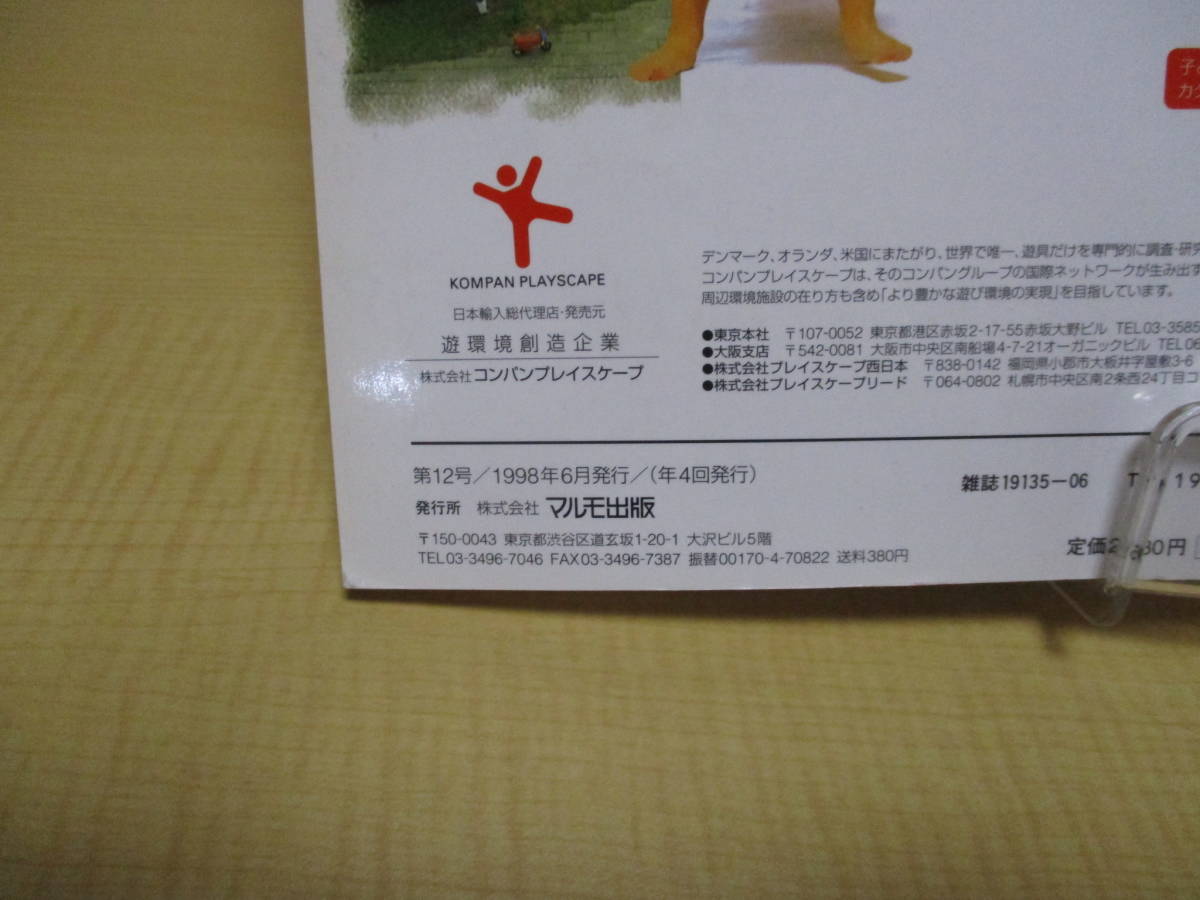 子
カタ
KOMPAN PLAYSCAPE
日本輸入総代理店・発売元
遊環境創造企業
株式会社コンパンプレイスケープ
デンマーク、オランダ、米国にまたがり、世界で唯一、遊具だけを専門的に調査・研究
コンパンプレイスケープは、そのコンパングループの国際ネットワークが生み出す
周辺環境施設の在り方も含め「より豊かな遊び環境の実現」を目指しています。
●東京本社 〒107-0052 東京都港区赤坂2-17-55赤坂大野ビル TEL03-3585
●大阪支店 〒542-0081 大阪市中央区南船場4-7-21オーガニックビル TEL06
●株式会社プレイスケープ西日本 〒838-0142 福岡県小郡市大板井字屋敷3-6
●株式会社プレイスケープリード 〒064-0802 札幌市中央区南2条西24丁目コ
第12号/1998年6月発行/(年4回発行)
雑誌19135-06 T 19
発行所 株式会社 マルモ出版
〒150-0043 東京都渋谷区道玄坂1-20-1 大沢ビル5階
定価2, 80円
TEL03-3496-7046 FAX03-3496-7387 振替00170-4-70822 送料380円